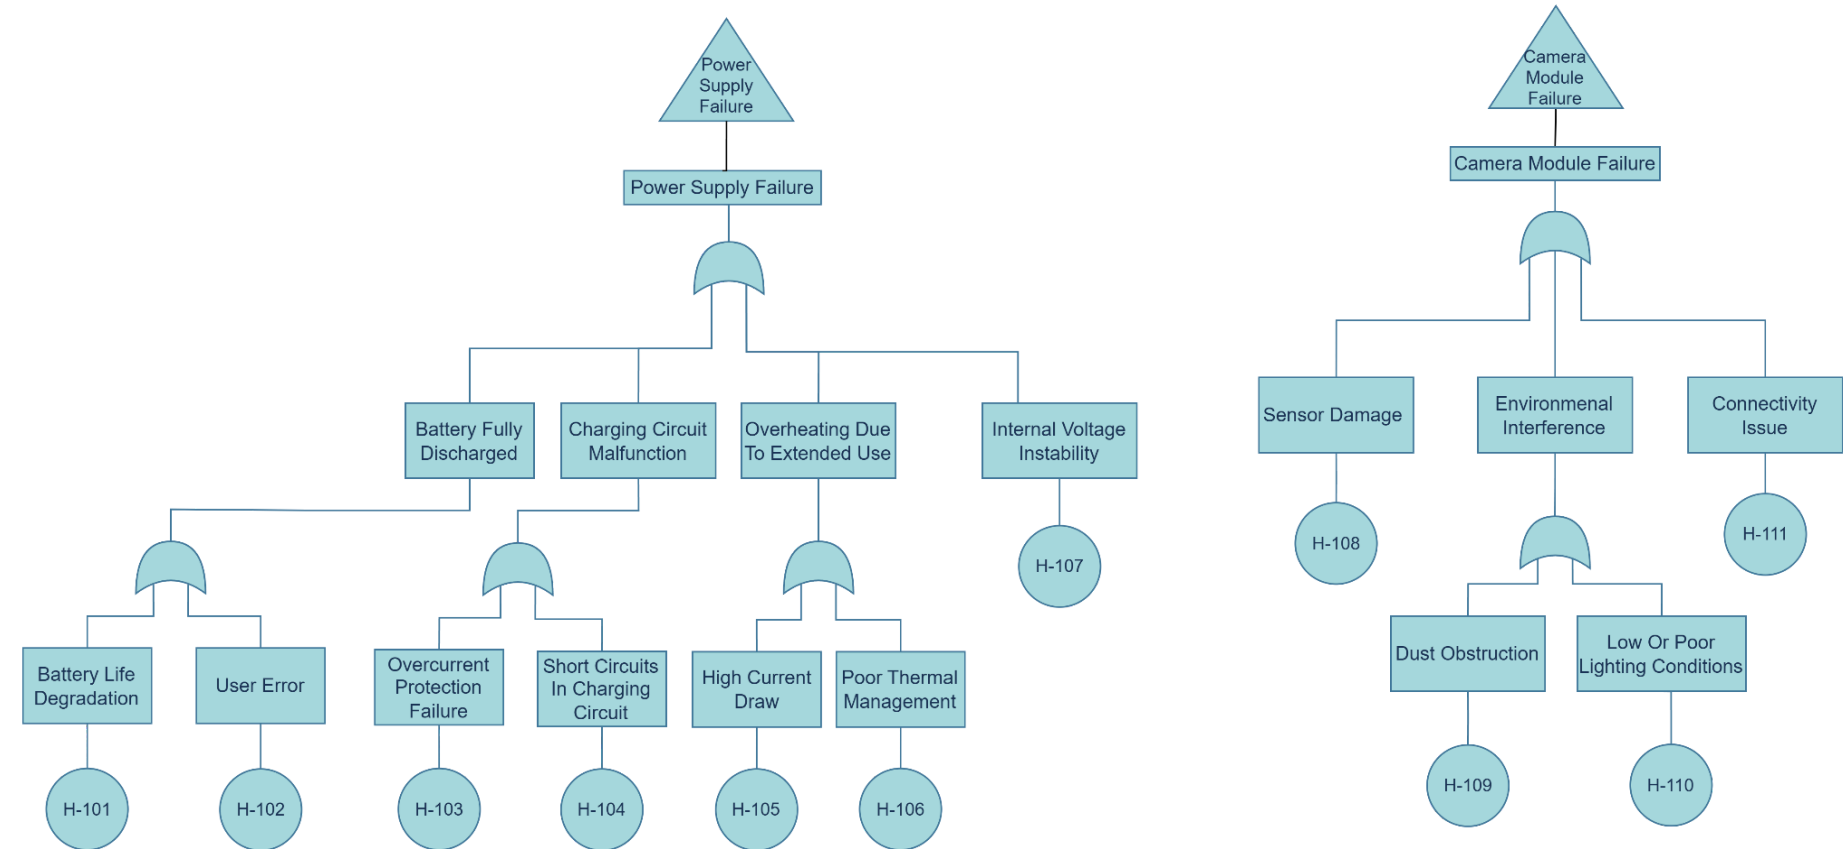 Power
Supply
Failure
Power Supply Failure
Battery Fully
Discharged
Charging Circuit
Malfunction
Overheating Due
To Extended Use
Internal Voltage
Instability
H-107
Battery Life
Degradation
User Error
Overcurrent
Protection
Failure
Short Circuits
In Charging
Circuit
High Current
Draw
Poor Thermal
Management
H-101
H-102
H-103
H-104
H-105
H-106
Camera
Module
Failure
Camera Module Failure
Sensor Damage
Environmenal
Interference
Connectivity
Issue
H-108
H-111
Dust Obstruction
Low Or Poor
Lighting Conditions
H-109
H-110